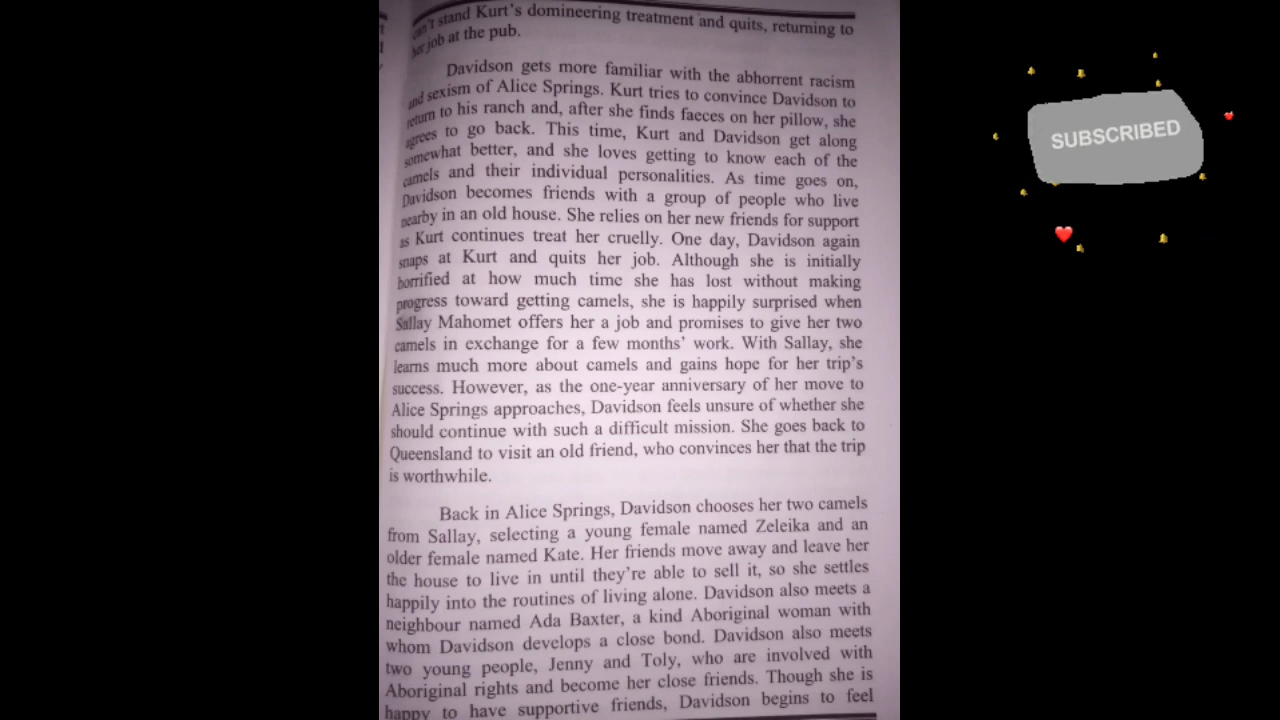 can't stand Kurt's domineering treatment and quits, returning to
her job at the pub.
Davidson gets more familiar with the abhorrent racism
and sexism of Alice Springs. Kurt tries to convince Davidson to
return to his ranch and, after she finds faeces on her pillow, she
agrees to go back. This time, Kurt and Davidson get along
somewhat better, and she loves getting to know each of the
camels and their individual personalities. As time goes on,
Davidson becomes friends with a group of people who live
nearby in an old house. She relies on her new friends for support
as Kurt continues treat her cruelly. One day, Davidson again
snaps at Kurt and quits her job. Although she is initially
horrified at how much time she has lost without making
progress toward getting camels, she is happily surprised when
Sallay Mahomet offers her a job and promises to give her two
camels in exchange for a few months' work. With Sallay, she
learns much more about camels and gains hope for her trip's
success. However, as the one-year anniversary of her move to
Alice Springs approaches, Davidson feels unsure of whether she
should continue with such a difficult mission. She goes back to
Queensland to visit an old friend, who convinces her that the trip
is worthwhile.
Back in Alice Springs, Davidson chooses her two camels
from Sallay, selecting a young female named Zeleika and an
older female named Kate. Her friends move away and leave her
the house to live in until they're able to sell it, so she settles
happily into the routines of living alone. Davidson also meets a
neighbour named Ada Baxter, a kind Aboriginal woman with
whom Davidson develops a close bond. Davidson also meets
two young people, Jenny and Toly, who are involved with
Aboriginal rights and become her close friends. Though she is
happy to have supportive friends, Davidson begins to feel
SUBSCRIBED